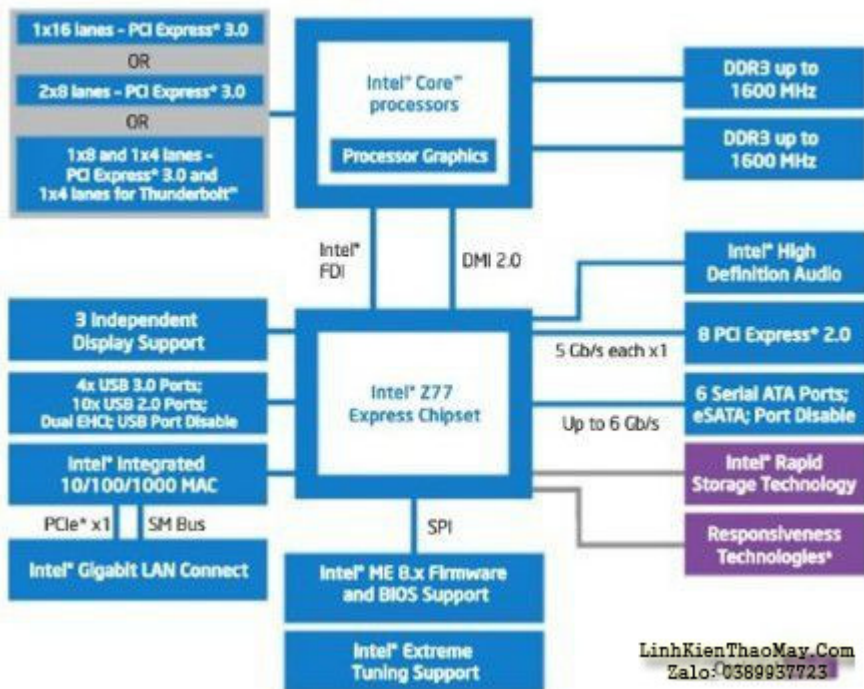 1x16 lanes – PCI Express* 3.0
OR
2x8 lanes – PCI Express* 3.0
OR
1x8 and 1x4 lanes –
PCI Express* 3.0 and
1x4 lanes for Thunderbolt™
Intel® Core™
processors
Processor Graphics
DDR3 up to
1600 MHz
DDR3 up to
1600 MHz
Intel®
FDI
DMI 2.0
Intel® High
Definition Audio
3 Independent
Display Support
5 Gb/s each x1
8 PCI Express* 2.0
4x USB 3.0 Ports;
10x USB 2.0 Ports;
Dual EHCI; USB Port Disable
Intel® Z77
Express Chipset
Up to 6 Gb/s
6 Serial ATA Ports;
eSATA; Port Disable
Intel® Integrated
10/100/1000 MAC
Intel® Rapid
Storage Technology
PCIe* x1
SM Bus
SPI
Responsiveness
Technologies*
Intel® Gigabit LAN Connect
Intel® ME 8.x Firmware
and BIOS Support
Intel® Extreme
Tuning Support
LinhKienThaoMay.Com
Zalo: 0389937723